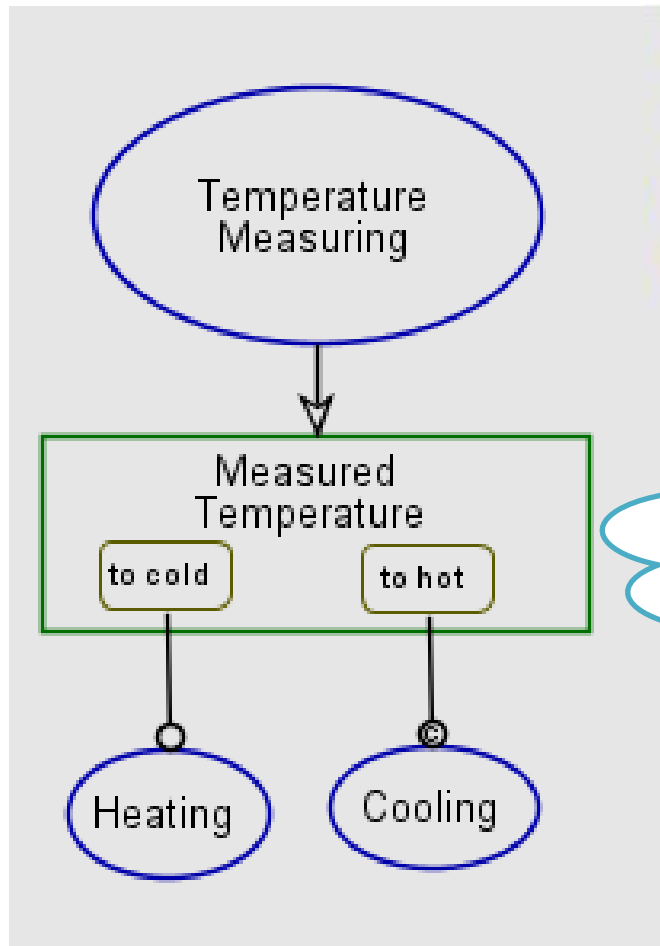 Temperature
Measuring
Measured
Temperature
to cold
to hot
©
Heating
Cooling